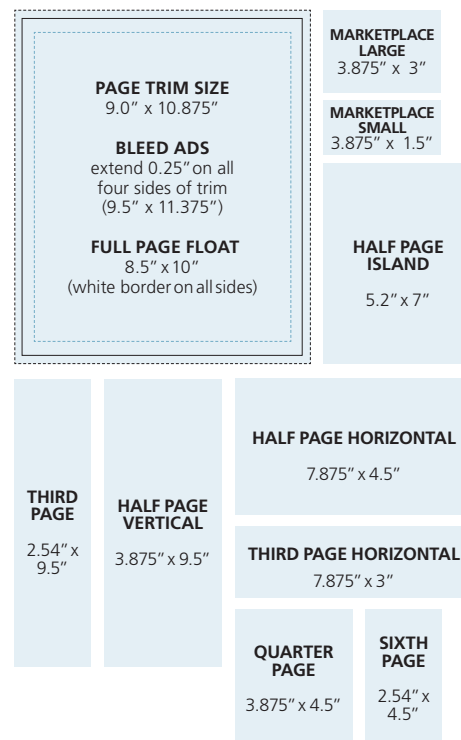 PAGE TRIM SIZE
9.0” x 10.875”
BLEED ADS
extend 0.25” on all
four sides of trim
(9.5” x 11.375”)
FULL PAGE FLOAT
8.5” x 10”
(white border on all sides)
MARKETPLACE
LARGE
3.875” x 3”
MARKETPLACE
SMALL
3.875” x 1.5”
HALF PAGE
ISLAND
5.2” x 7”
THIRD
PAGE
2.54” x
9.5”
HALF PAGE
VERTICAL
3.875” x 9.5”
HALF PAGE HORIZONTAL
7.875” x 4.5”
THIRD PAGE HORIZONTAL
7.875” x 3”
QUARTER
PAGE
3.875” x 4.5”
SIXTH
PAGE
2.54” x
4.5”